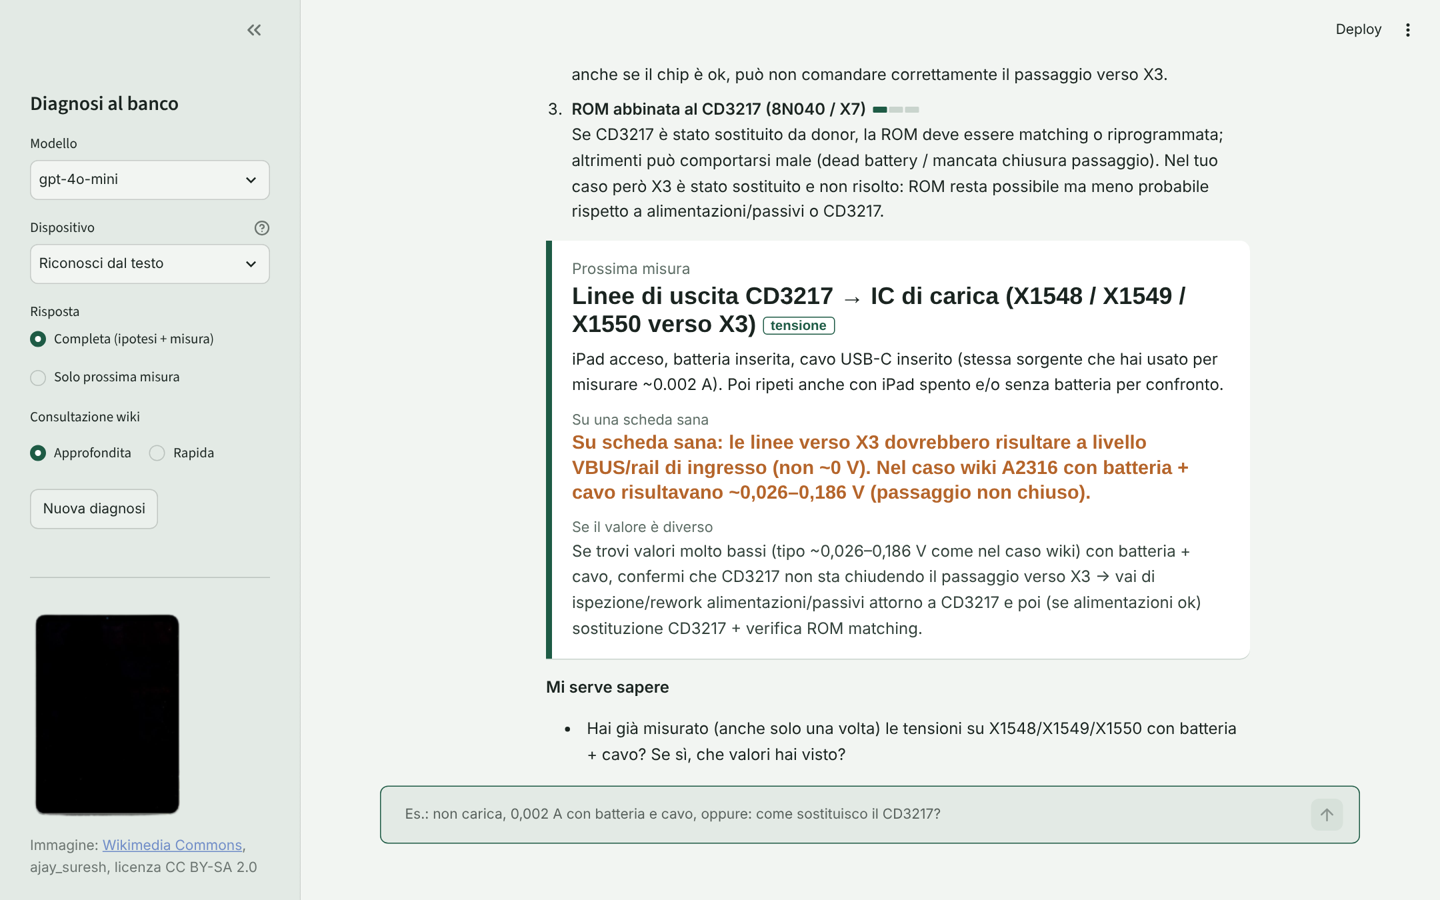 Deploy
Diagnosi al banco
Modello
gpt-4o-mini
Dispositivo
Riconosci dal testo
Risposta
Completa (ipotesi + misura)
Solo prossima misura
Consultazione wiki
Approfondita
Rapida
Nuova diagnosi
Immagine: Wikimedia Commons,
ajay_suresh, licenza CC BY-SA 2.0
anche se il chip è ok, può non comandare correttamente il passaggio verso X3.
3. ROM abbinata al CD3217 (8N040 / X7)
Se CD3217 è stato sostituito da donor, la ROM deve essere matching o riprogrammata;
altrimenti può comportarsi male (dead battery / mancata chiusura passaggio). Nel tuo
caso però X3 è stato sostituito e non risolto: ROM resta possibile ma meno probabile
rispetto a alimentazioni/passivi o CD3217.
Prossima misura
Linee di uscita CD3217 → IC di carica (X1548 / X1549 /
X1550 verso X3) tensione
iPad acceso, batteria inserita, cavo USB-C inserito (stessa sorgente che hai usato per
misurare ~0.002 A). Poi ripeti anche con iPad spento e/o senza batteria per confronto.
Su una scheda sana
Su scheda sana: le linee verso X3 dovrebbero risultare a livello
VBUS/rail di ingresso (non ~0 V). Nel caso wiki A2316 con batteria +
cavo risultavano ~0,026–0,186 V (passaggio non chiuso).
Se il valore è diverso
Se trovi valori molto bassi (tipo ~0,026–0,186 V come nel caso wiki) con batteria +
cavo, confermi che CD3217 non sta chiudendo il passaggio verso X3 → vai di
ispezione/rework alimentazioni/passivi attorno a CD3217 e poi (se alimentazioni ok)
sostituzione CD3217 + verifica ROM matching.
Mi serve sapere
• Hai già misurato (anche solo una volta) le tensioni su X1548/X1549/X1550 con batteria
+ cavo? Se sì, che valori hai visto?
Es.: non carica, 0,002 A con batteria e cavo, oppure: come sostituisco il CD3217?